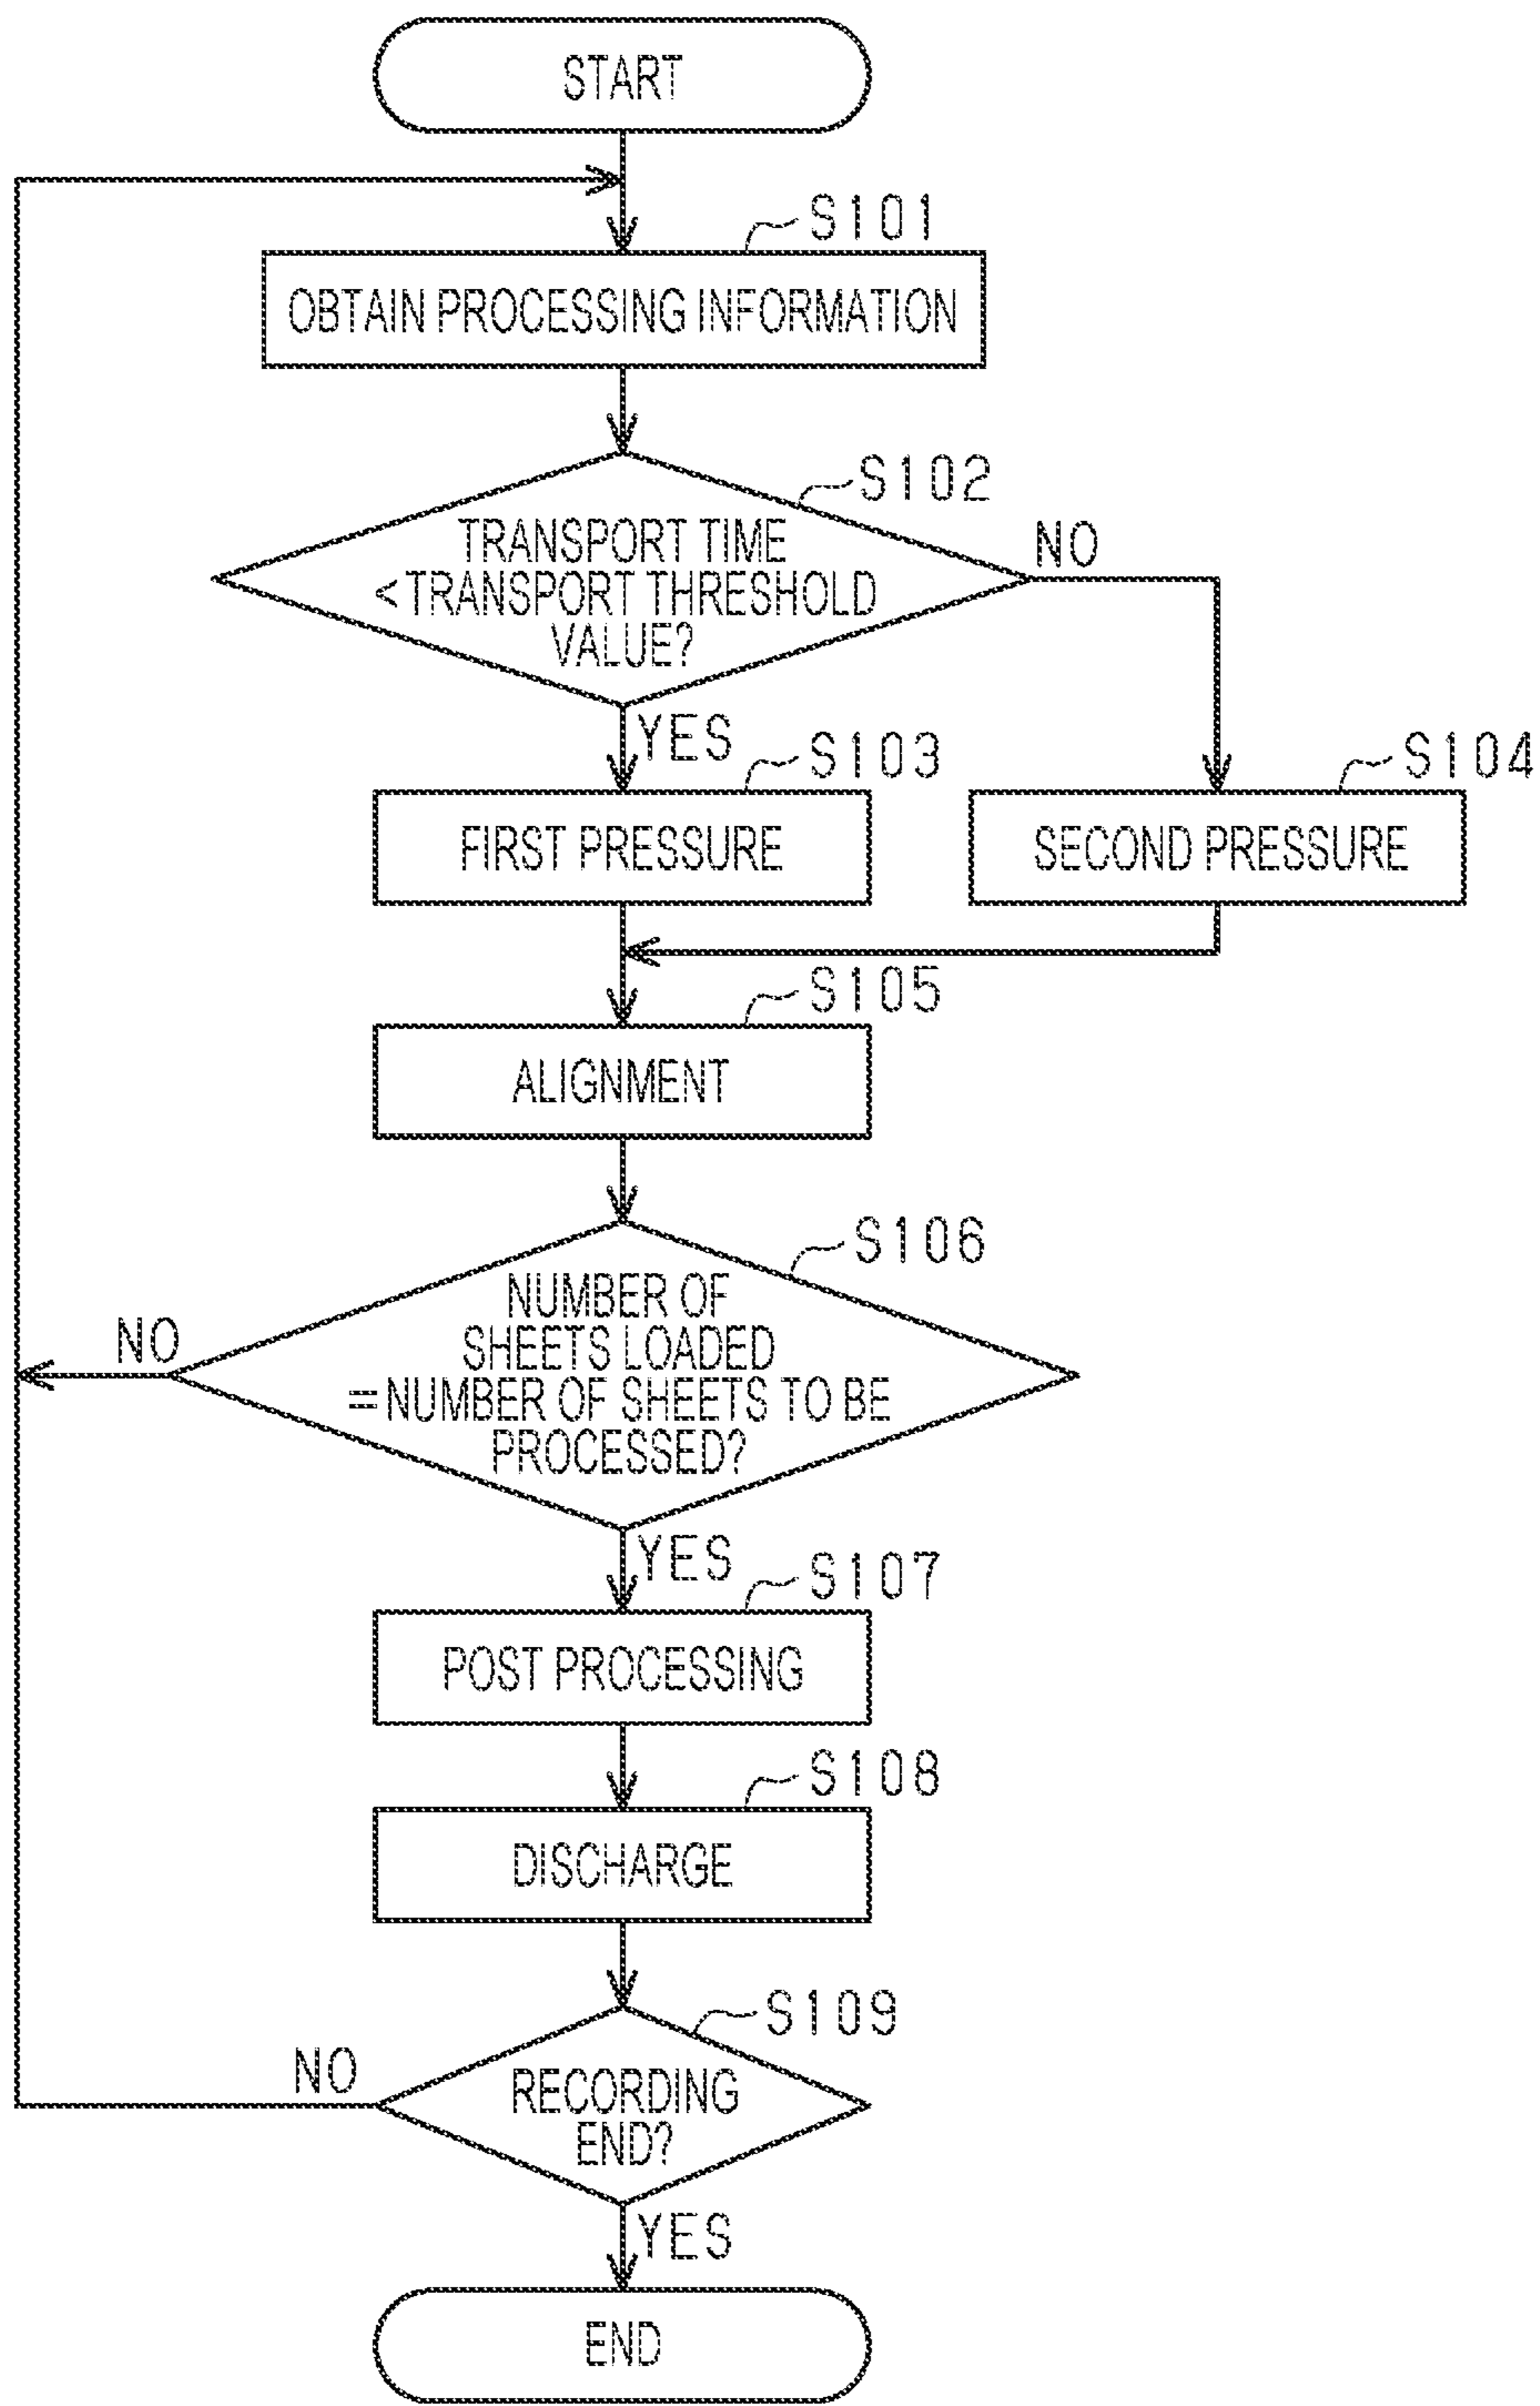 START
S101
OBTAIN PROCESSING INFORMATION
S102
TRANSPORT TIME
<TRANSPORT THRESHOLD
VALUE?
NO
YES
S103
FIRST PRESSURE
S104
SECOND PRESSURE
S105
ALIGNMENT
S106
NUMBER OF
SHEETS LOADED
=NUMBER OF SHEETS TO BE
PROCESSED?
NO
YES
S107
POST PROCESSING
S108
DISCHARGE
S109
RECORDING
END?
NO
YES
END